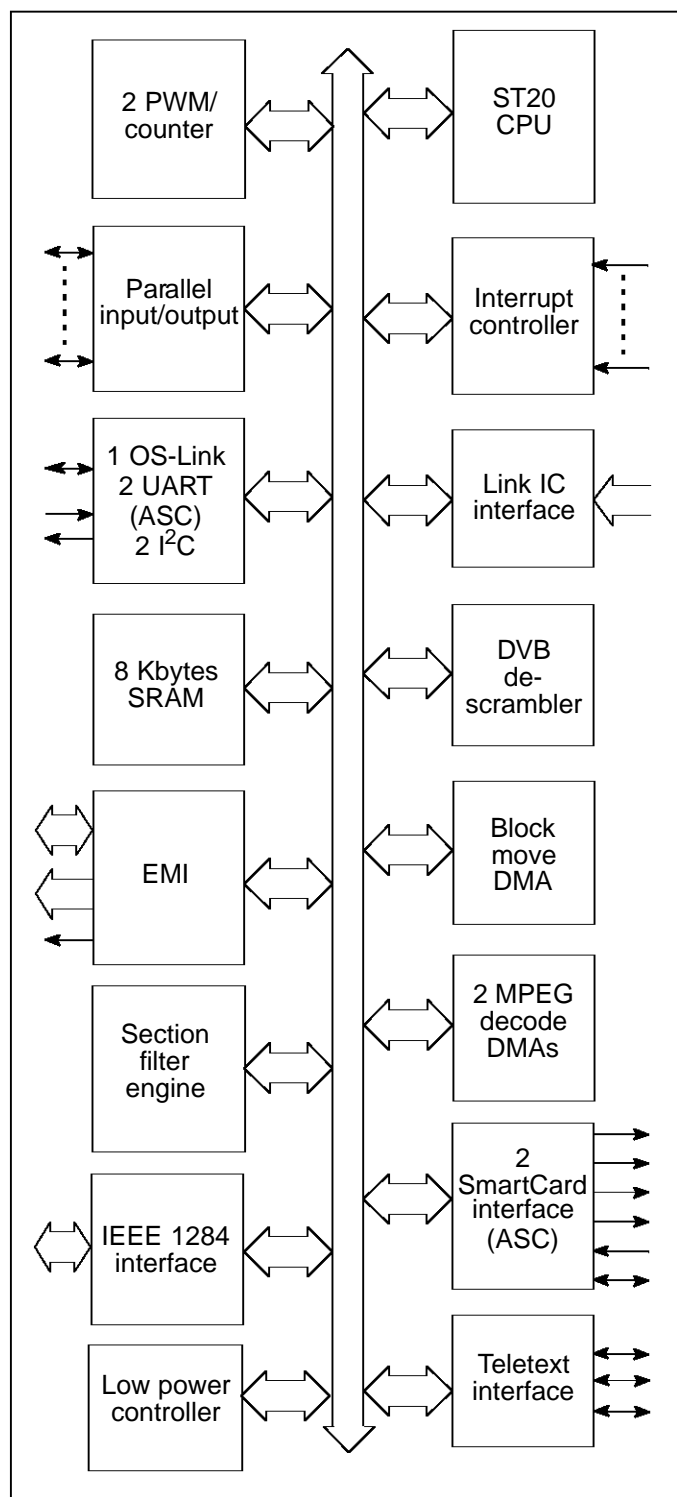 2 PWM/
counter
ST20
CPU
Parallel
input/output
Interrupt
controller
1 OS-Link
2 UART
(ASC)
2 I²C
Link IC
interface
8 Kbytes
SRAM
DVB
de-
scrambler
EMI
Block
move
DMA
Section
filter
engine
2 MPEG
decode
DMAs
IEEE 1284
interface
2
SmartCard
interface
(ASC)
Low power
controller
Teletext
interface